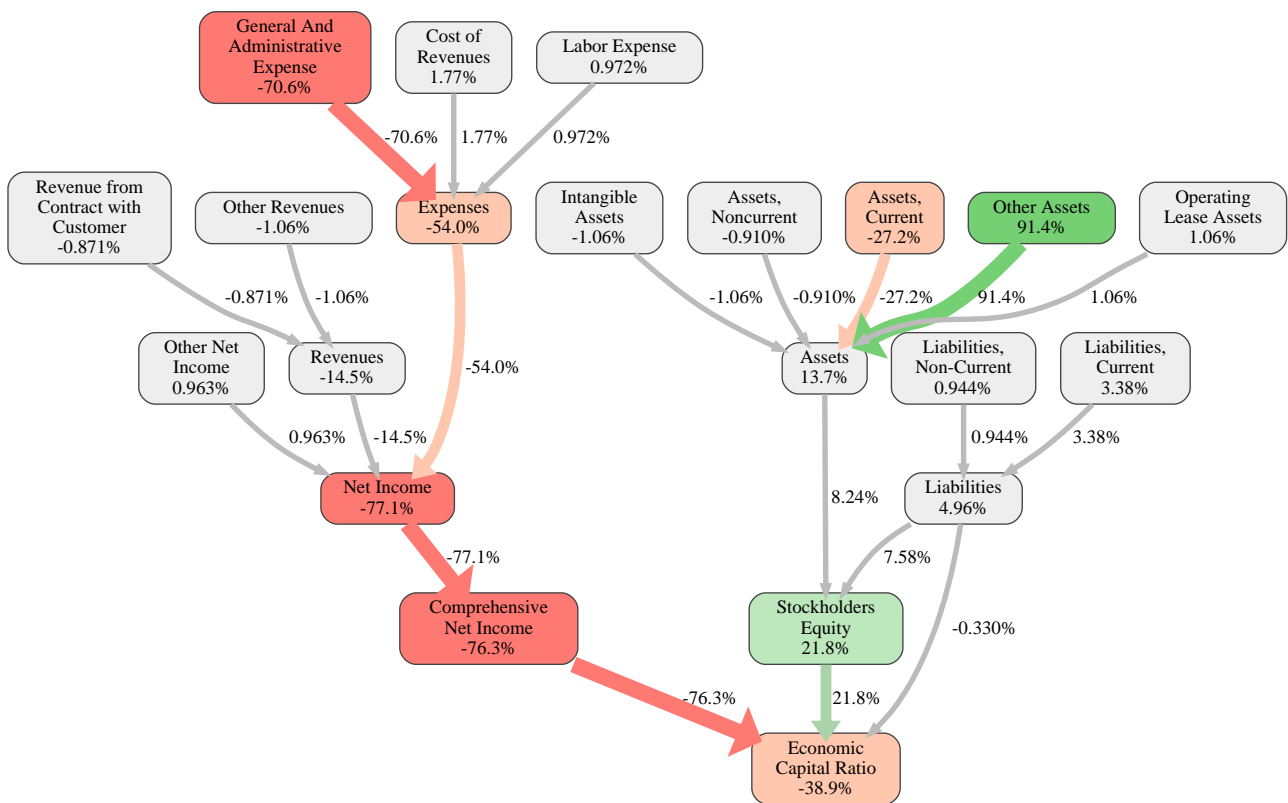 General And
Administrative
Expense
-70.6%
Cost of
Revenues
1.77%
Labor Expense
0.972%
-70.6%
1.77%
0.972%
Revenue from
Contract with
Customer
-0.871%
Other Revenues
-1.06%
Expenses
-54.0%
Intangible
Assets
-1.06%
Assets,
Noncurrent
-0.910%
Assets,
Current
-27.2%
Other Assets
91.4%
Operating
Lease Assets
1.06%
-0.871%
-1.06%
-54.0%
-1.06%
-0.910%
-27.2%
91.4%
1.06%
Other Net
Income
0.963%
Revenues
-14.5%
Assets
13.7%
Liabilities,
Non-Current
0.944%
Liabilities,
Current
3.38%
0.963%
-14.5%
8.24%
0.944%
3.38%
Net Income
-77.1%
Liabilities
4.96%
-77.1%
7.58%
-0.330%
Comprehensive
Net Income
-76.3%
Stockholders
Equity
21.8%
-76.3%
21.8%
Economic
Capital Ratio
-38.9%